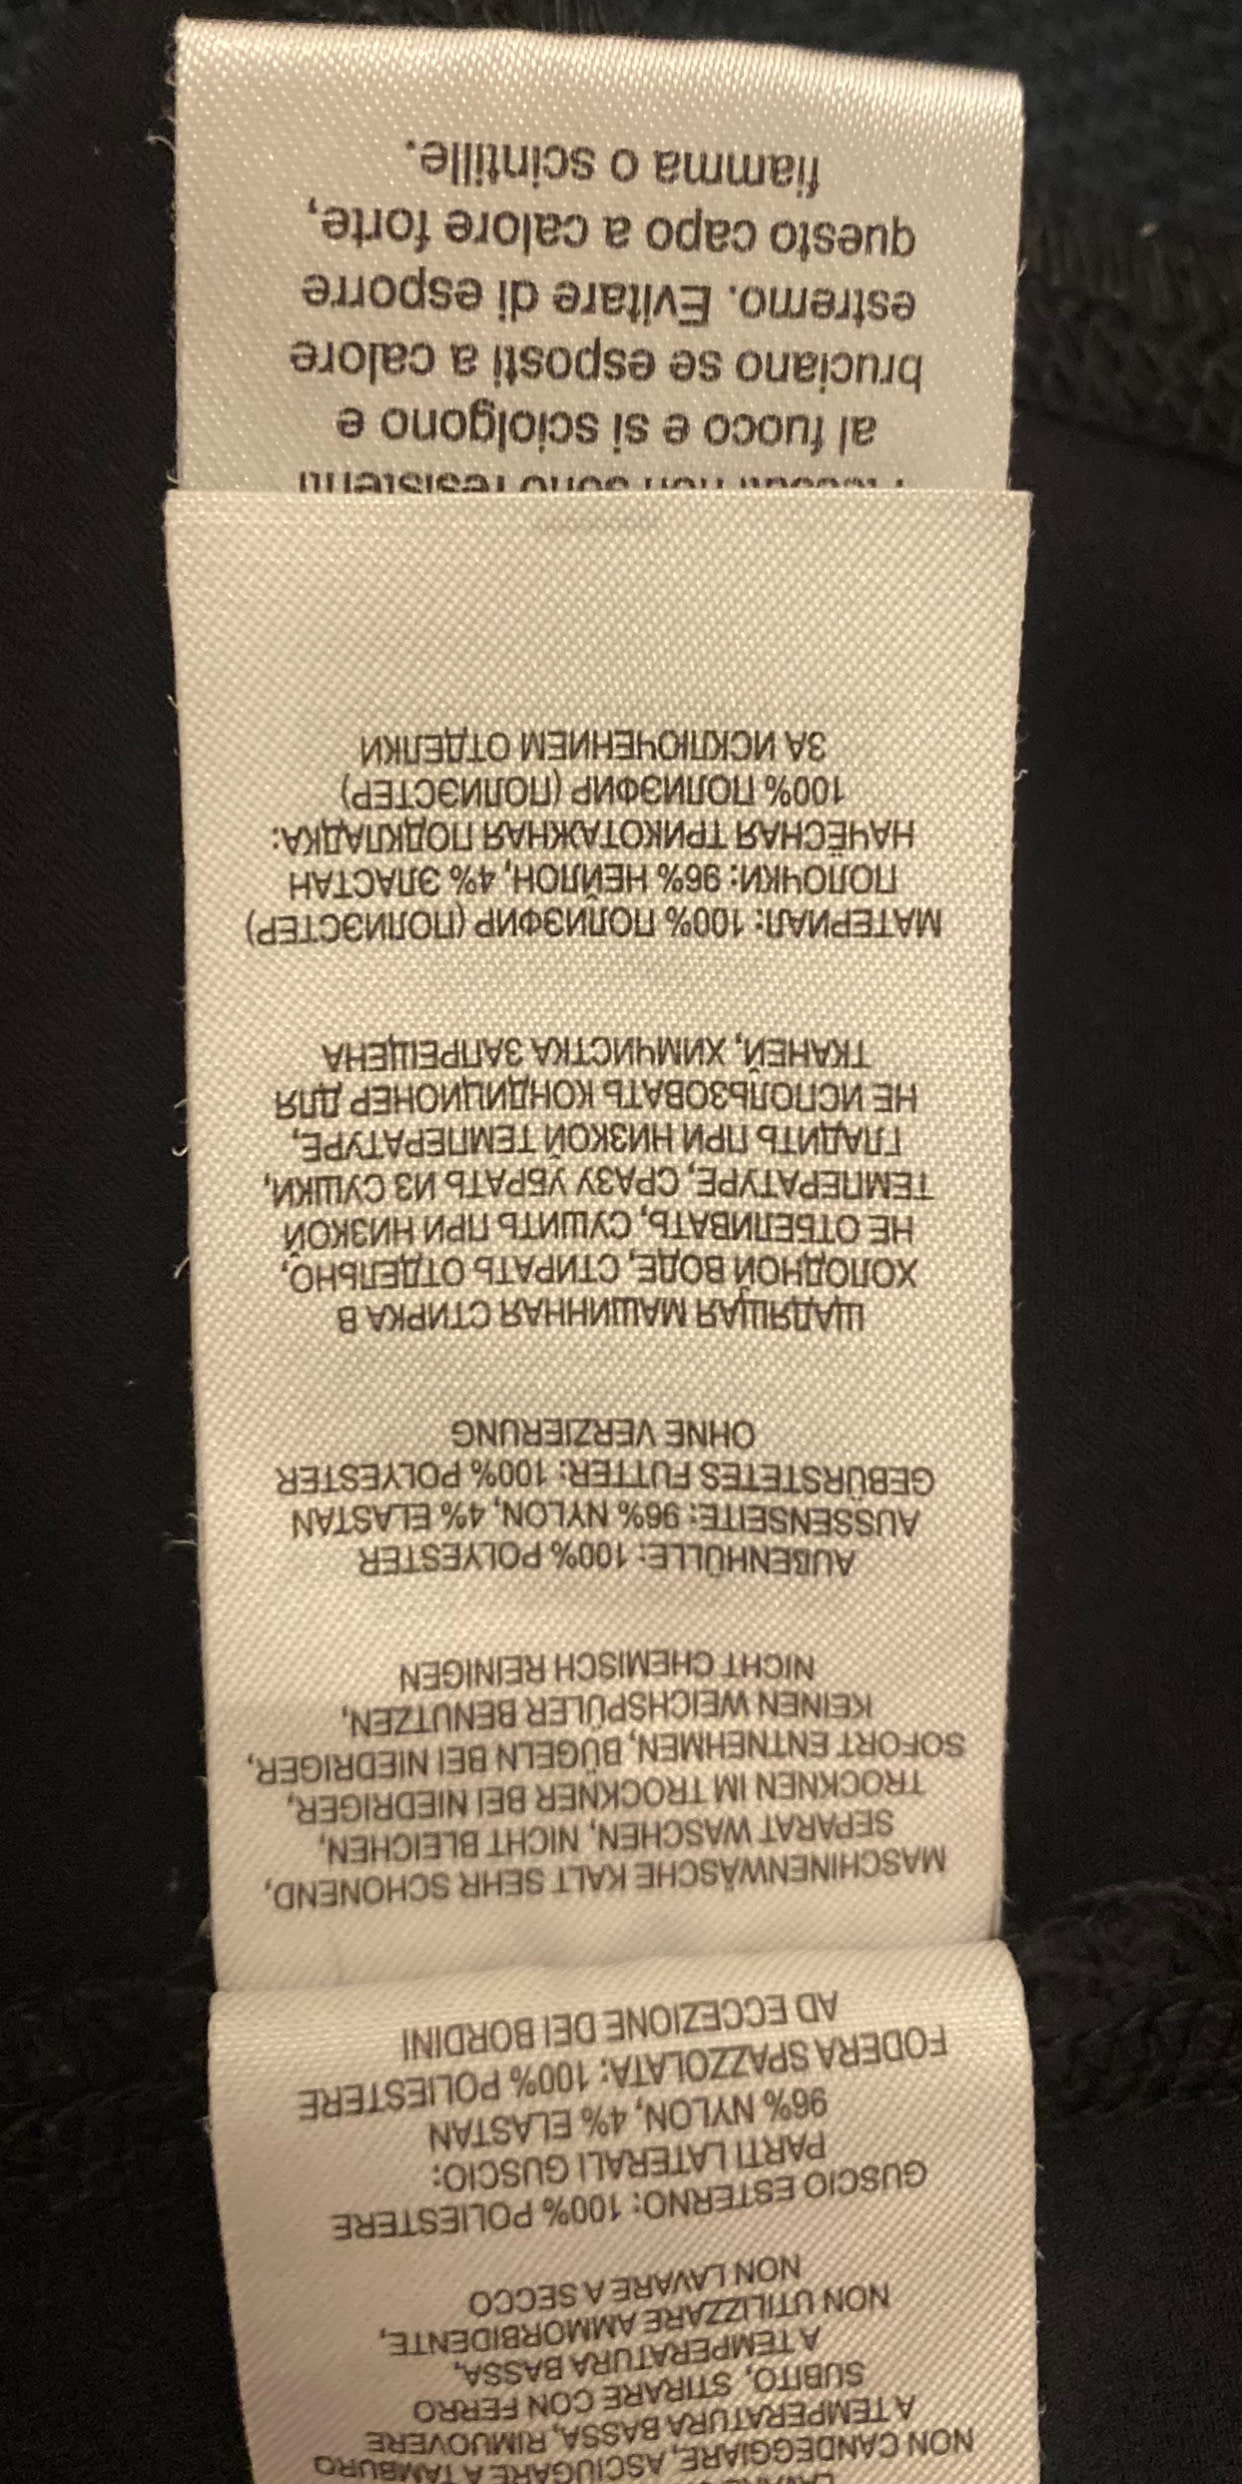 NON CANDEGGIARE, ASCIUGARE A TAMBURO
A TEMPERATURA BASSA, RIMUOVERE
SUBITO, STIRARE CON FERRO
A TEMPERATURA BASSA,
NON UTILIZZARE AMMORBIDENTE,
NON LAVARE A SECCO
GUSCIO ESTERNO: 100% POLIESTERE
PARTI LATERALI GUSCIO:
96% NYLON, 4% ELASTAN
FODERA SPAZZOLATA: 100% POLIESTERE
AD ECCEZIONE DEI BORDINI
MASCHINENWÄSCHE KALT SEHR SCHONEND,
SEPARAT WASCHEN, NICHT BLEICHEN,
TROCKNEN IM TROCKNER BEI NIEDRIGER,
SOFORT ENTNEHMEN, BÜGELN BEI NIEDRIGER,
KEINEN WEICHSPÜLER BENUTZEN,
NICHT CHEMISCH REINIGEN
AUßENHÜLLE: 100% POLYESTER
AUSSENSEITE: 96% NYLON, 4% ELASTAN
GEBÜRSTETES FUTTER: 100% POLYESTER
OHNE VERZIERUNG
ЩАДЯЩАЯ МАШИННАЯ СТИРКА В
ХОЛОДНОЙ ВОДЕ, СТИРАТЬ ОТДЕЛЬНО,
НЕ ОТБЕЛИВАТЬ, СУШИТЬ ПРИ НИЗКОЙ
ТЕМПЕРАТУРЕ, СРАЗУ УБРАТЬ ИЗ СУШКИ,
ГЛАДИТЬ ПРИ НИЗКОЙ ТЕМПЕРАТУРЕ,
НЕ ИСПОЛЬЗОВАТЬ КОНДИЦИОНЕР ДЛЯ
ТКАНЕЙ, ХИМЧИСТКА ЗАПРЕЩЕНА
МАТЕРИАЛ: 100% ПОЛИЭФИР (ПОЛИЭСТЕР)
ПОЛОЧКИ: 96% НЕЙЛОН, 4% ЭЛАСТАН
НАЧЁСНАЯ ТРИКОТАЖНАЯ ПОДКЛАДКА:
100% ПОЛИЭФИР (ПОЛИЭСТЕР)
ЗА ИСКЛЮЧЕНИЕМ ОТДЕЛКИ
I tessuti non sono resistenti
al fuoco e si sciolgono e
bruciano se esposti a calore
estremo. Evitare di esporre
questo capo a calore forte,
fiamma o scintille.